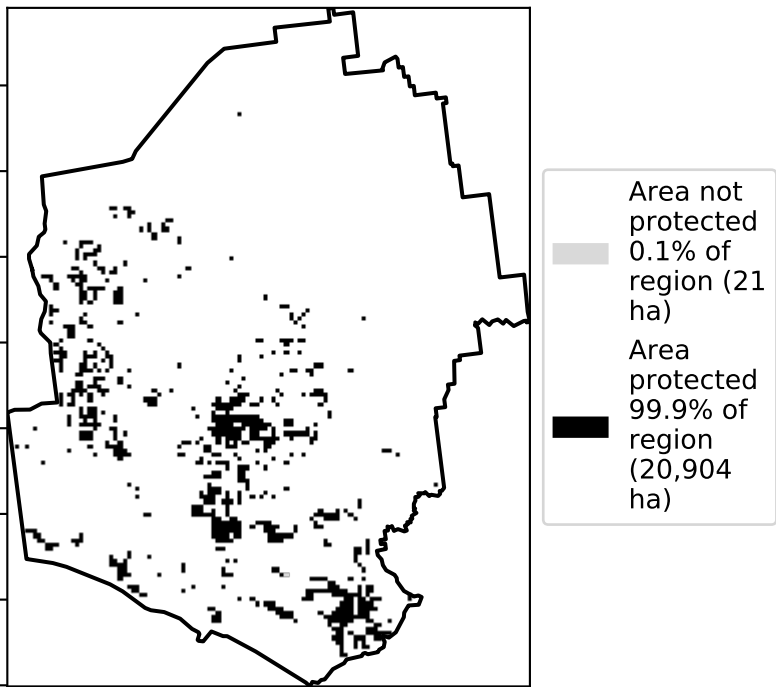 Area not
protected
0.1% of
region (21
ha)
Area
protected
99.9% of
region
(20,904
ha)